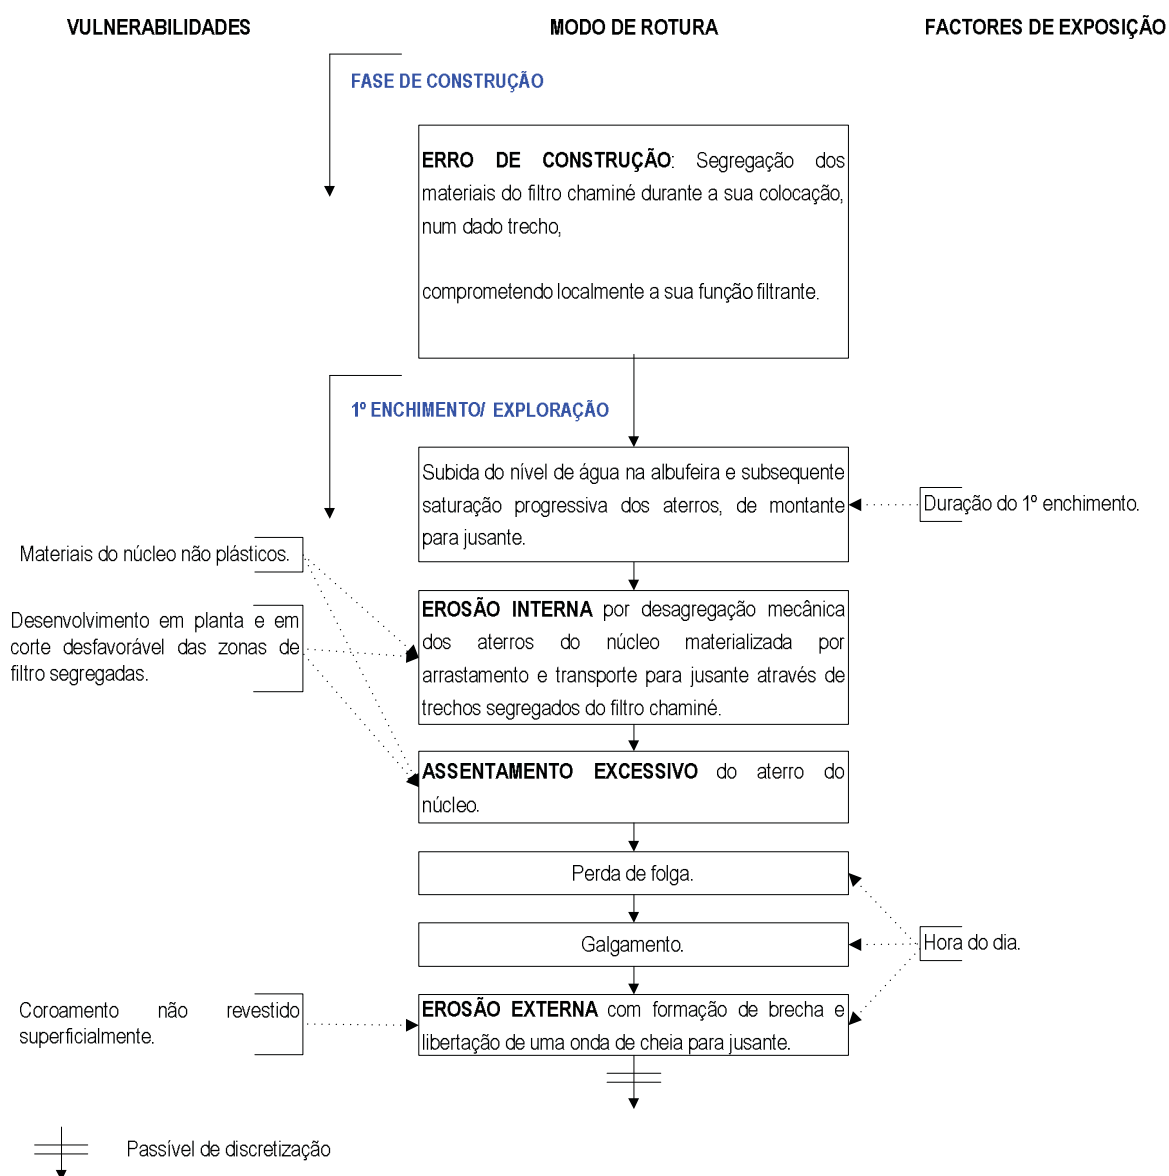 VULNERABILIDADES
MODO DE ROTURA
FACTORES DE EXPOSIÇÃO
FASE DE CONSTRUÇÃO
ERRO DE CONSTRUÇÃO: Segregação dos
materiais do filtro chaminé durante a sua colocação,
num dado trecho,
comprometendo localmente a sua função filtrante.
1º ENCHIMENTO/ EXPLORAÇÃO
Subida do nível de água na albufeira e subsequente
saturação progressiva dos aterros, de montante
para jusante.
Duração do 1º enchimento.
Materiais do núcleo não plásticos.
Desenvolvimento em planta e em
corte desfavorável das zonas de
filtro segregadas.
EROSÃO INTERNA por desagregação mecânica
dos aterros do núcleo materializada por
arrastamento e transporte para jusante através de
trechos segregados do filtro chaminé.
ASSENTAMENTO EXCESSIVO do aterro do
núcleo.
Perda de folga.
Galgamento.
Hora do dia.
Coroamento não revestido
superficialmente.
EROSÃO EXTERNA com formação de brecha e
libertação de uma onda de cheia para jusante.
Passível de discretização